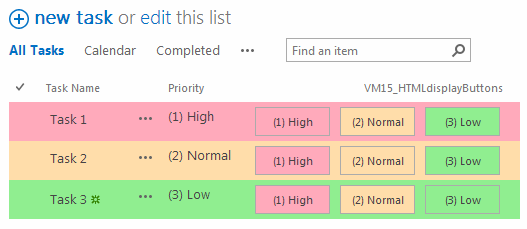 new task or edit this list
All Tasks Calendar Completed ••• Find an item
Task Name Priority VM15_HTMLdisplayButtons
Task 1 ••• (1) High (1) High (2) Normal (3) Low
Task 2 ••• (2) Normal (1) High (2) Normal (3) Low
Task 3 ••• (3) Low (1) High (2) Normal (3) Low